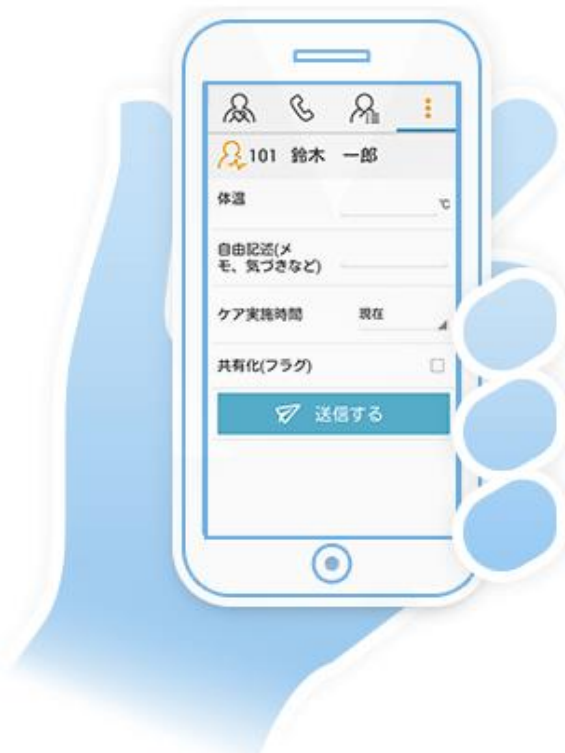 101 鈴木 一郎
体温 ℃
自由記述(メ
モ、気づきなど)
ケア実施時間 現在
共有化(フラグ)
送信する